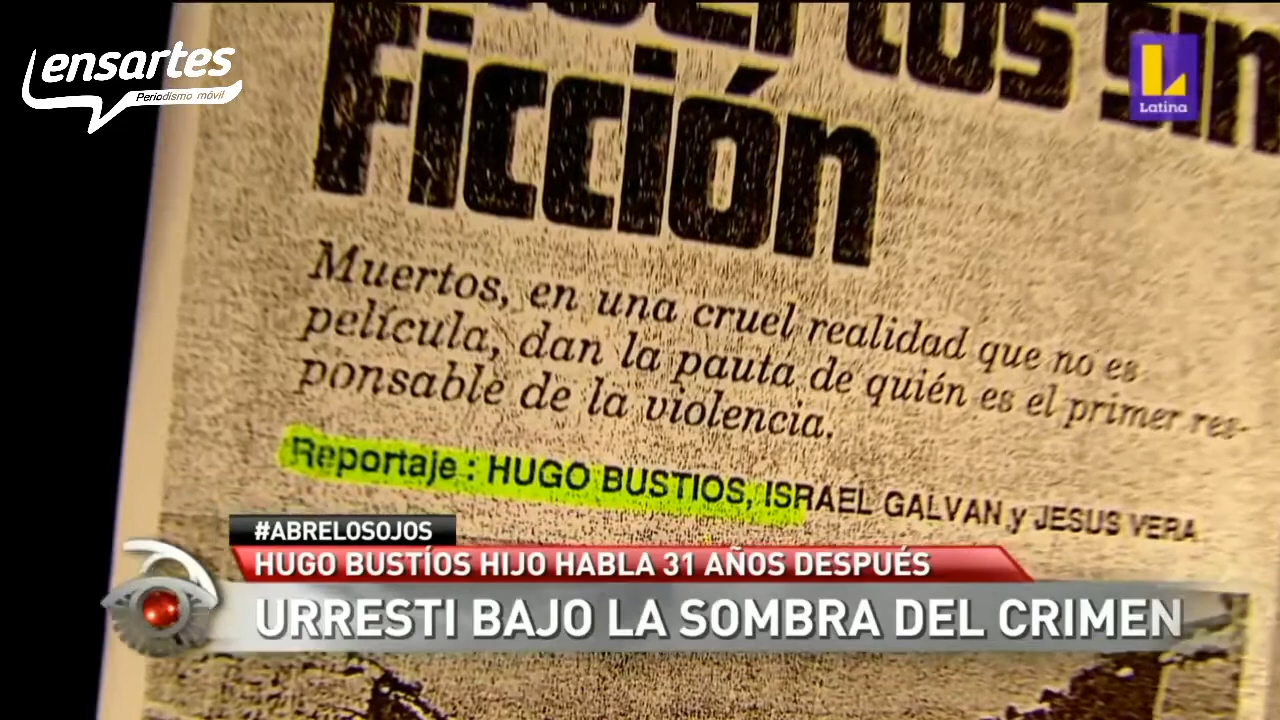 ensartes
Periodismo móvil
Latina
sin
Ficción
Muertos, en una cruel realidad que no es
película, dan la pauta de quién es el primer res-
ponsable de la violencia.
Reportaje : HUGO BUSTIOS, ISRAEL GALVAN y JESUS VERA
#ABRELOSOJOS
HUGO BUSTÍOS HIJO HABLA 31 AÑOS DESPUÉS
URRESTI BAJO LA SOMBRA DEL CRIMEN